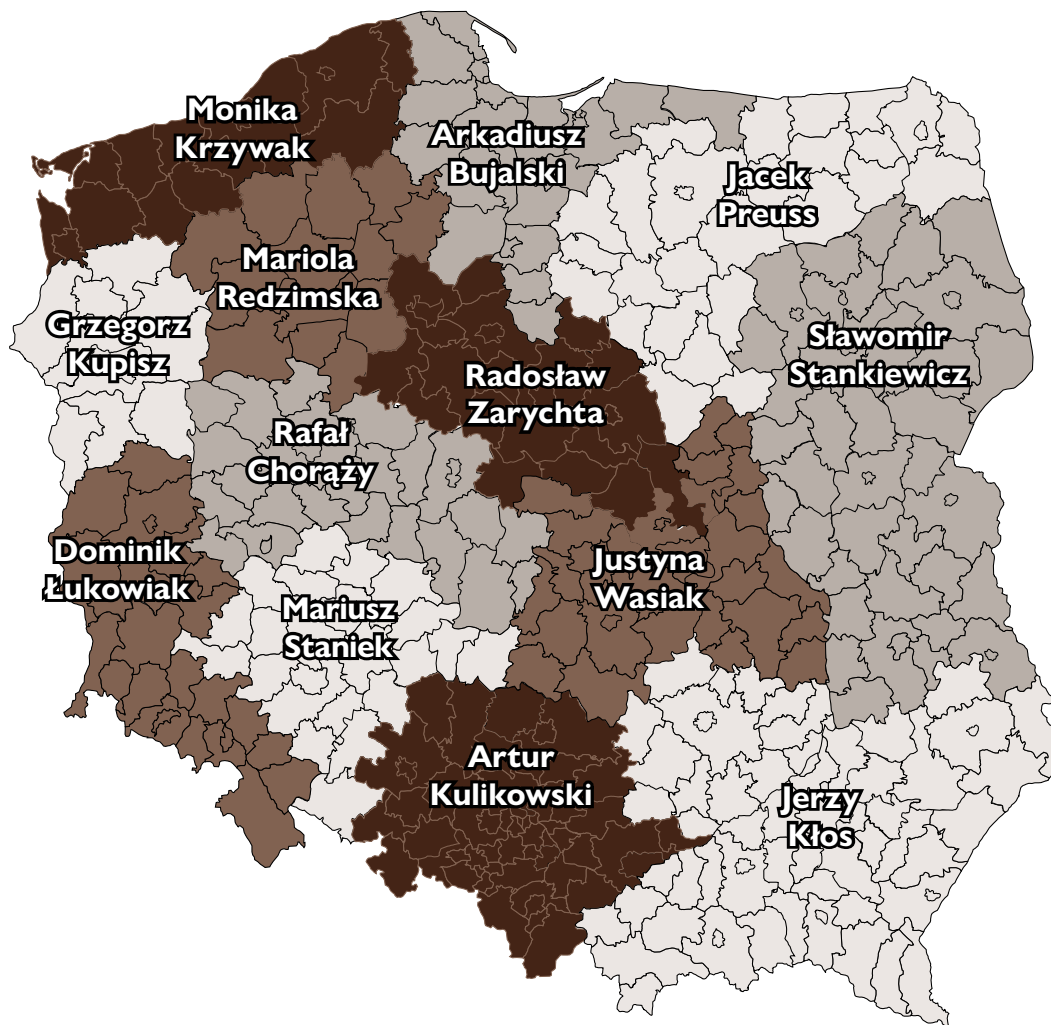 Monika
Krzywak
Arkadiusz
Bujalski
Jacek
Preuss
Mariola
Redzimska
Grzegorz
Kupisz
Sławomir
Stankiewicz
Radosław
Zarychta
Rafał
Chorąży
Dominik
Łukowiak
Justyna
Wasiak
Mariusz
Staniek
Artur
Kulikowski
Jerzy
Kłos